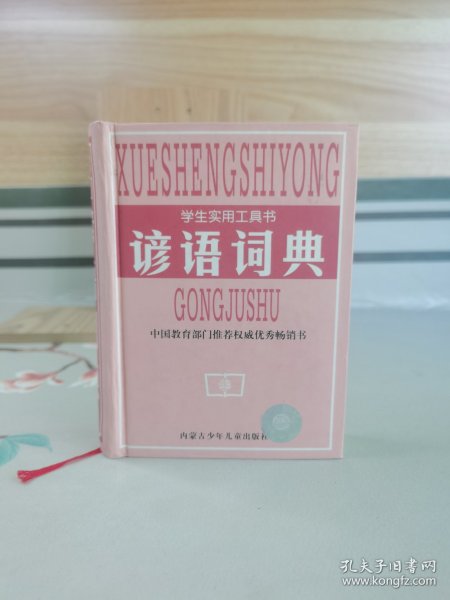 XUESHENGSHIYONG
学生实用工具书
谚语词典
GONGJUSHU
中国教育部门推荐权威优秀畅销书
内蒙古少年儿童出版社
孔夫子旧书网
www.kongfz.com